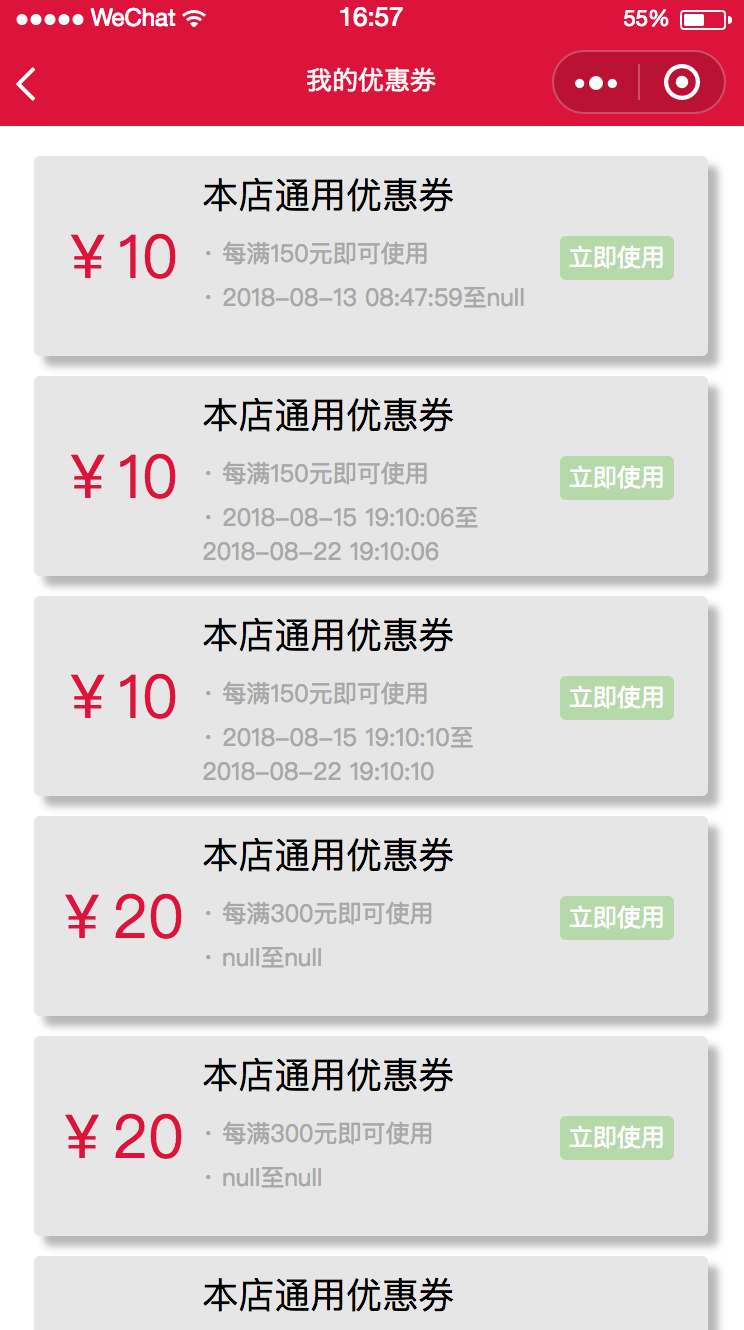 WeChat 16:57 55%
我的优惠券
本店通用优惠券
¥10
· 每满150元即可使用
立即使用
· 2018-08-13 08:47:59至null
本店通用优惠券
¥10
· 每满150元即可使用
立即使用
· 2018-08-15 19:10:06至
2018-08-22 19:10:06
本店通用优惠券
¥10
· 每满150元即可使用
立即使用
· 2018-08-15 19:10:10至
2018-08-22 19:10:10
本店通用优惠券
¥20
· 每满300元即可使用
立即使用
· null至null
本店通用优惠券
¥20
· 每满300元即可使用
立即使用
· null至null
本店通用优惠券